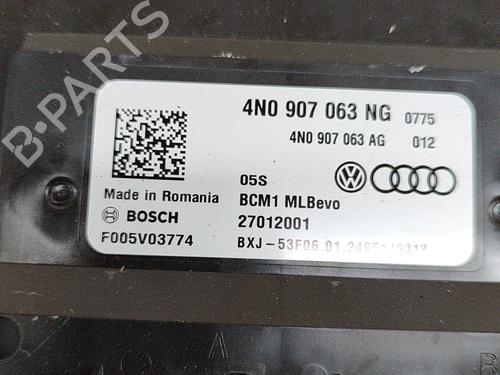 B-PARTS
4N0 907 063 NG 0775
4N0 907 063 AG 012
05S
Made in Romania BCM1 MLBevo
BOSCH 27012001
F005V03774
A
B